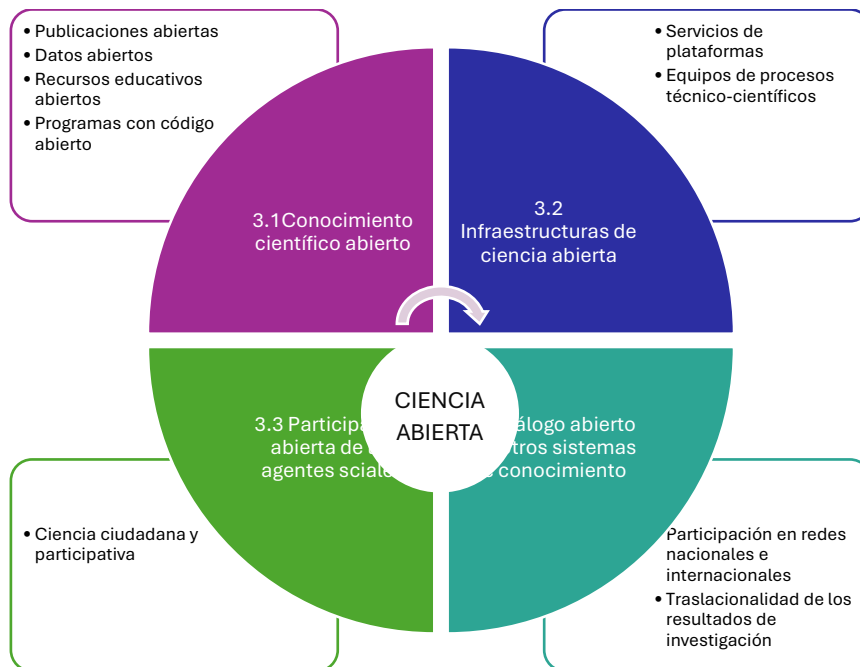 • Publicaciones abiertas
• Datos abiertos
• Recursos educativos
abiertos
• Programas con código
abierto
• Servicios de
plataformas
• Equipos de procesos
técnico-científicos
3.1Conocimiento
científico abierto
3.2
Infraestructuras de
ciencia abierta
3.3 Participa
abierta de
agentes sciale
álogo abierto
otros sistemas
conocimiento
CIENCIA
ABIERTA
• Ciencia ciudadana y
participativa
Participación en redes
nacionales e
internacionales
• Traslacionalidad de los
resultados de
investigación